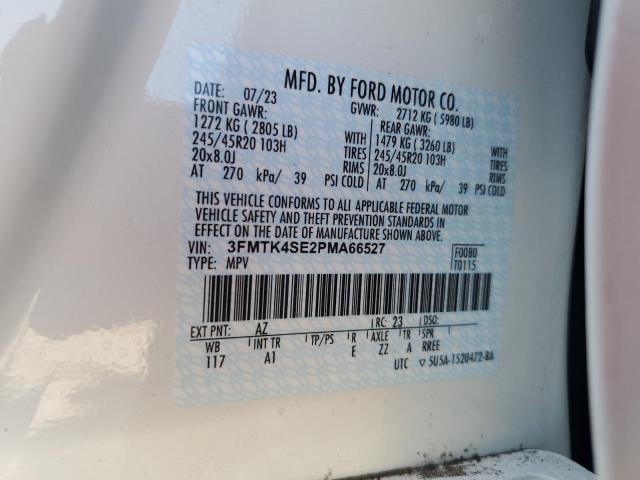 MFD. BY FORD MOTOR CO.
DATE: 07/23 GVWR: 2712 KG ( 5980 LB)
FRONT GAWR: REAR GAWR:
1272 KG ( 2805 LB) WITH 1479 KG ( 3260 LB) WITH
245/45R20 103H TIRES 245/45R20 103H TIRES
20x8.0J RIMS 20x8.0J RIMS
AT 270 kPa/ 39 PSI COLD AT 270 kPa/ 39 PSI COLD
THIS VEHICLE CONFORMS TO ALL APPLICABLE FEDERAL MOTOR
VEHICLE SAFETY AND THEFT PREVENTION STANDARDS IN
EFFECT ON THE DATE OF MANUFACTURE SHOWN ABOVE.
VIN: 3FMTK4SE2PMA66527 F0080
TYPE: MPV T0115
EXT PNT: AZ RC: 23 DSO:
WB INT TR TP/PS R AXLE TR SPR
117 A1 E ZZ A RREE
UTC ▽ 5U5A-1520472-BA